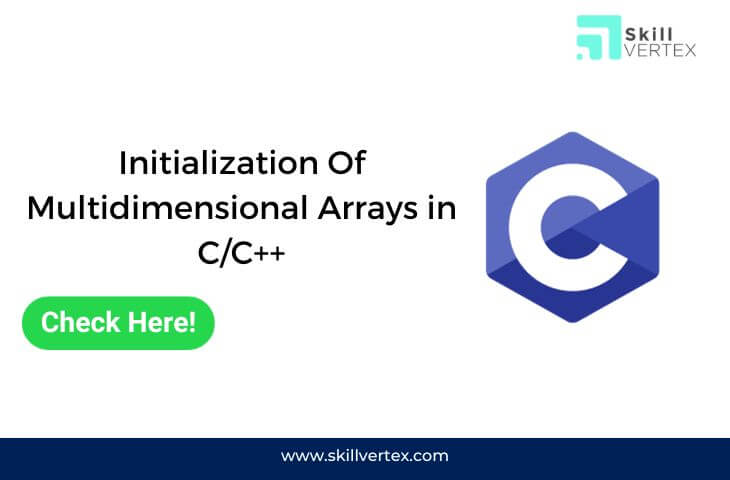 Skill
VERTEX
Initialization Of
Multidimensional Arrays in
C/C++
C
Check Here!
www.skillvertex.com